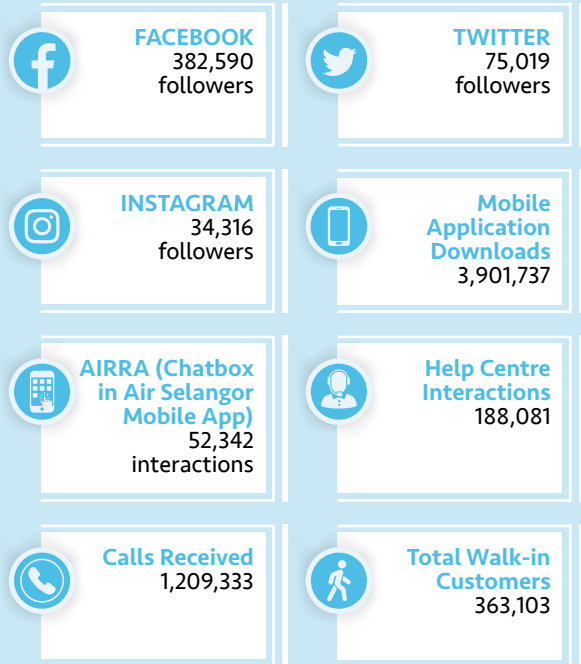 FACEBOOK
382,590
followers
TWITTER
75,019
followers
INSTAGRAM
34,316
followers
Mobile
Application
Downloads
3,901,737
AIRRA (Chatbox
in Air Selangor
Mobile App)
52,342
interactions
Help Centre
Interactions
188,081
Calls Received
1,209,333
Total Walk-in
Customers
363,103